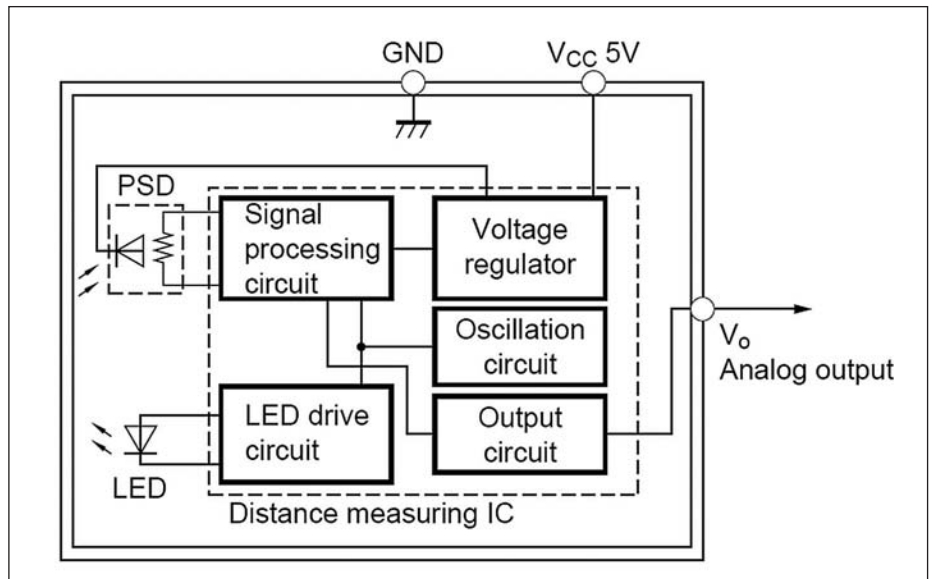 GND
VCC 5V
PSD
Signal
processing
circuit
Voltage
regulator
Oscillation
circuit
Vo
Analog output
LED drive
circuit
Output
circuit
LED
Distance measuring IC